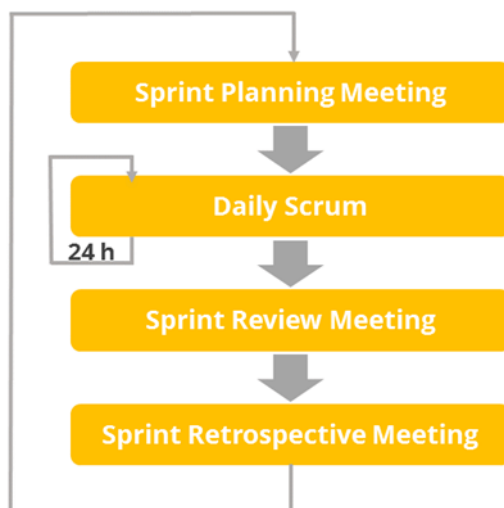 Sprint Planning Meeting
Daily Scrum
24 h
Sprint Review Meeting
Sprint Retrospective Meeting